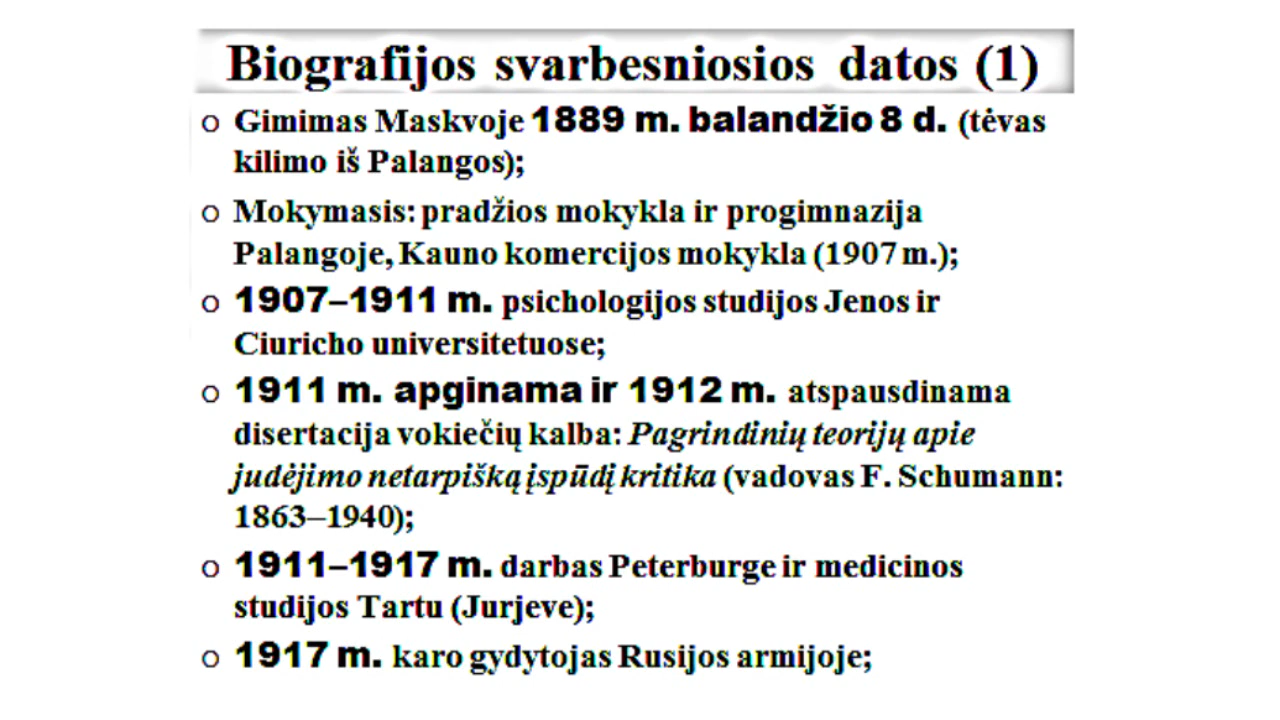 Biografijos svarbesniosios datos (1)
o Gimimas Maskvoje 1889 m. balandžio 8 d. (tėvas
kilimo iš Palangos);
o Mokymasis: pradžios mokykla ir progimnazija
Palangoje, Kauno komercijos mokykla (1907 m.);
o 1907–1911 m. psichologijos studijos Jenos ir
Ciuricho universitetuose;
o 1911 m. apginama ir 1912 m. atspausdinama
disertacija vokiečių kalba: Pagrindinių teorijų apie
judėjimo netarpišką įspūdį kritika (vadovas F. Schumann:
1863–1940);
o 1911–1917 m. darbas Peterburge ir medicinos
studijos Tartu (Jurjeve);
o 1917 m. karo gydytojas Rusijos armijoje;